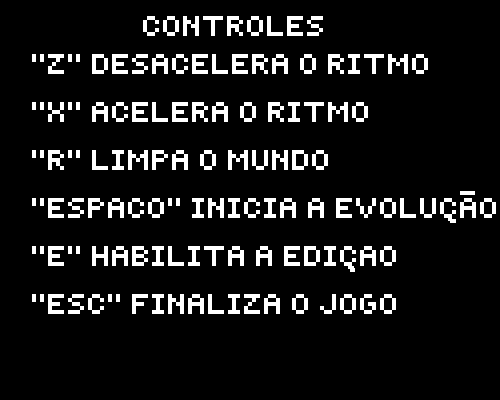 CONTROLES
"Z" DESACELERA O RITMO
"X" ACELERA O RITMO
"R" LIMPA O MUNDO
"ESPACO" INICIA A EVOLUÇÃO
"E" HABILITA A EDIÇAO
"ESC" FINALIZA O JOGO